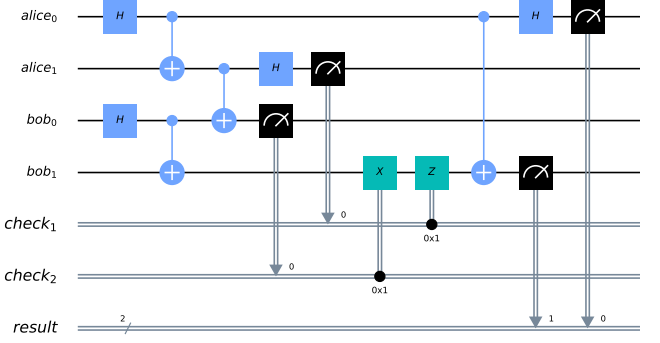 alice₀ H H
alice₁ H 0
bob₀ H 0
bob₁ X Z
check₁ 0x1
check₂ 0x1
result 2 1 0